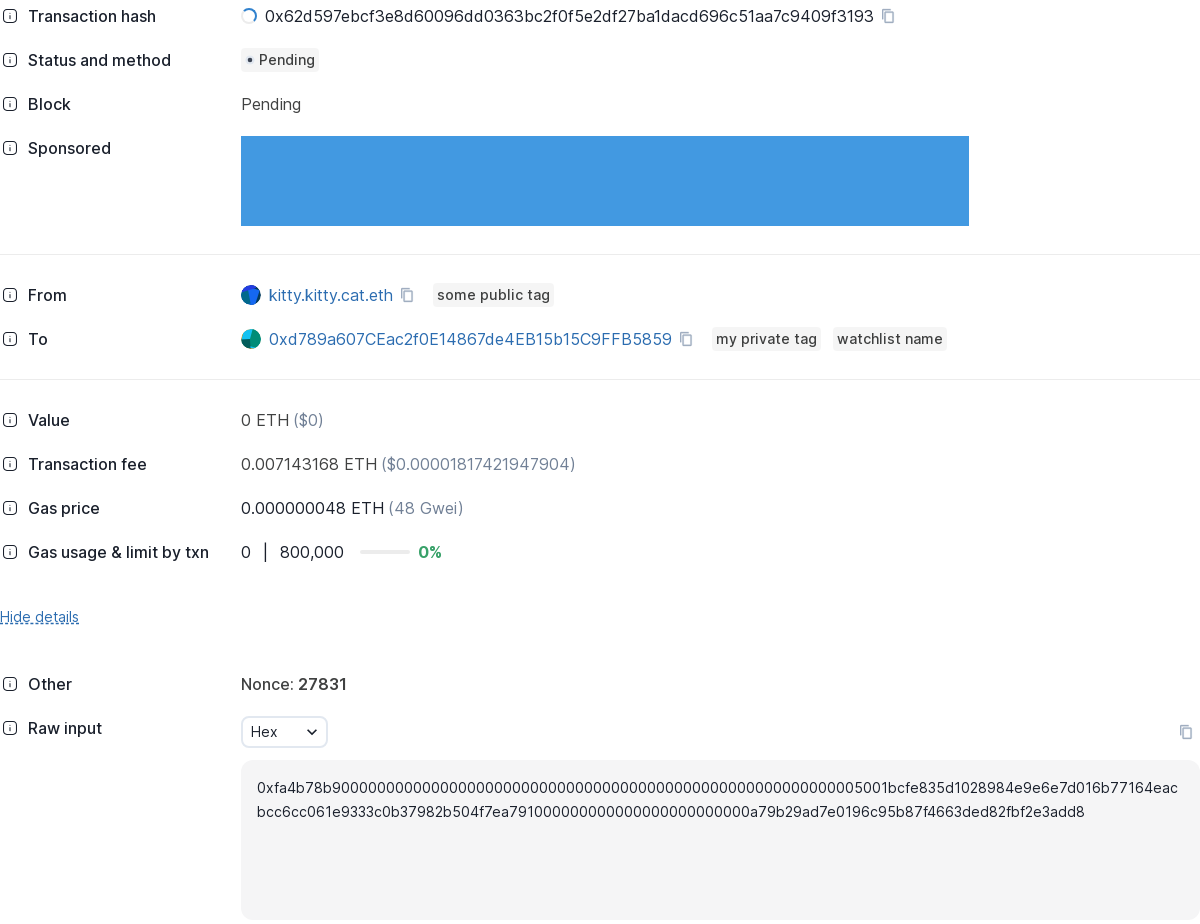 Transaction hash 0x62d597ebcf3e8d60096dd0363bc2f0f5e2df27ba1dacd696c51aa7c9409f3193
Status and method Pending
Block Pending
Sponsored
From kitty.kitty.cat.eth some public tag
To 0xd789a607CEac2f0E14867de4EB15b15C9FFB5859 my private tag watchlist name
Value 0 ETH ($0)
Transaction fee 0.007143168 ETH ($0.00001817421947904)
Gas price 0.000000048 ETH (48 Gwei)
Gas usage & limit by txn 0 | 800,000 0%
Hide details
Other Nonce: 27831
Raw input Hex
0xfa4b78b90000000000000000000000000000000000000000000000000000000005001bcfe835d1028984e9e6e7d016b77164eac
bcc6cc061e9333c0b37982b504f7ea791000000000000000000000000a79b29ad7e0196c95b87f4663ded82fbf2e3add8